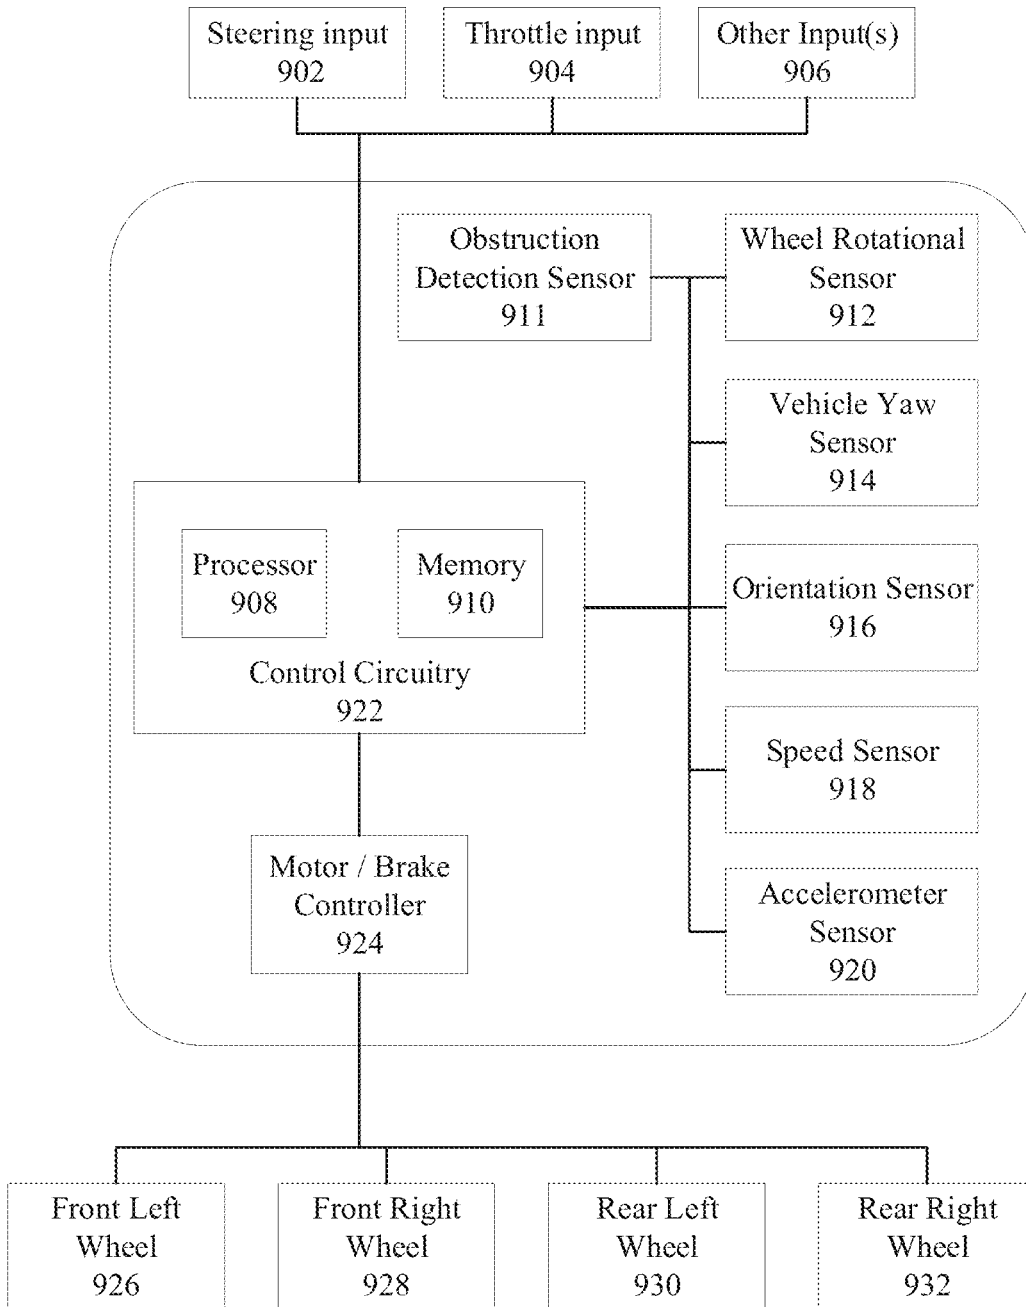 Steering input
902
Throttle input
904
Other Input(s)
906
Obstruction
Detection Sensor
911
Wheel Rotational
Sensor
912
Vehicle Yaw
Sensor
914
Processor
908
Memory
910
Control Circuitry
922
Orientation Sensor
916
Speed Sensor
918
Motor / Brake
Controller
924
Accelerometer
Sensor
920
Front Left
Wheel
926
Front Right
Wheel
928
Rear Left
Wheel
930
Rear Right
Wheel
932